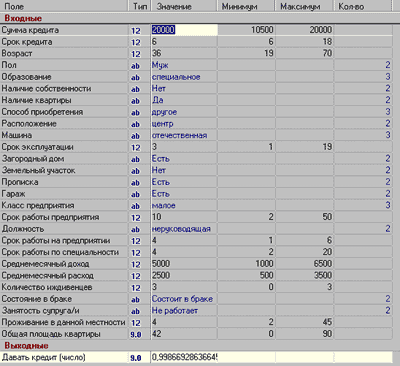 Поле Тип Значение Минимум Максимум Кол-во
Входные
Сумма кредита 12 20000 10500 20000
Срок кредита 12 6 6 18
Возраст 12 36 19 70
Пол ab Муж 2
Образование ab специальное 3
Наличие собственности ab Нет 2
Наличие квартиры ab Да 2
Способ приобретения ab другое 3
Расположение ab центр 2
Машина ab отечественная 3
Срок эксплуатации 12 3 1 19
Загородный дом ab Есть 2
Земельный участок ab Нет 2
Прописка ab Есть 2
Гараж ab Есть 2
Класс предприятия ab малое 3
Срок работы предприятия 12 10 2 50
Должность ab неруководящая 2
Срок работы на предприятии 12 4 1 6
Срок работы по специальности 12 4 2 20
Среднемесячный доход 12 5000 1000 6500
Среднемесячный расход 12 2500 500 3500
Количество иждивенцев 12 3 0 3
Состояние в браке ab Состоит в браке 2
Занятость супруга/и ab Не работает 2
Проживание в данной местности 12 4 2 45
Общая площадь квартиры 9.0 42 0 90
Выходные
Давать кредит (число) 9.0 0,9986692863664